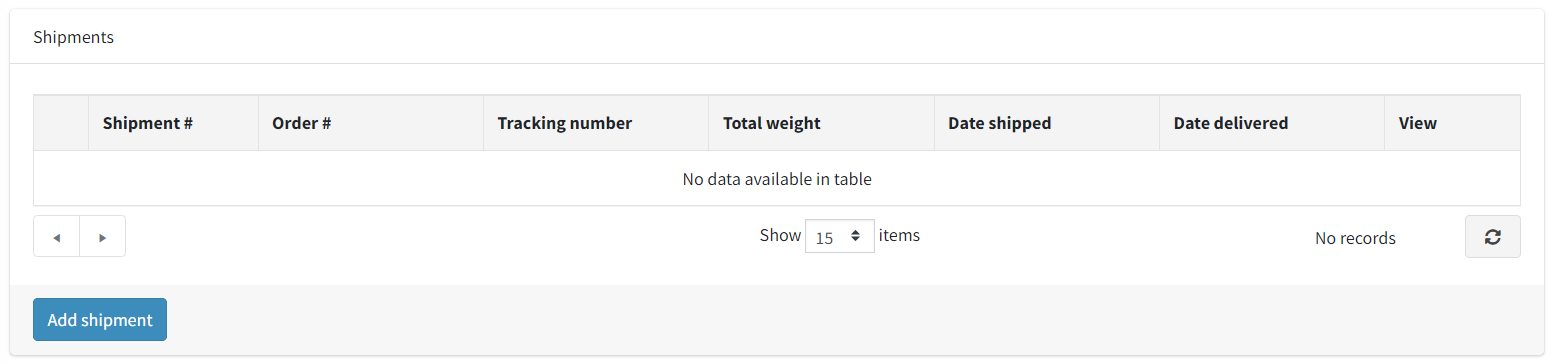 Shipments
Shipment # Order # Tracking number Total weight Date shipped Date delivered View
No data available in table
Show 15 items No records
Add shipment